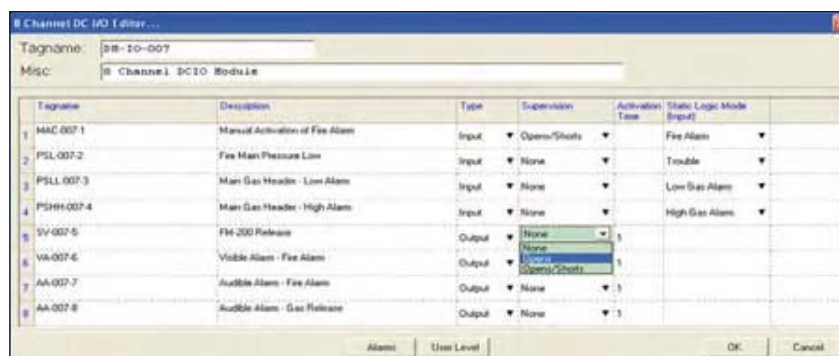 8 Channel DC I/O Editor...
Tagname: DM-IO-007
Misc: 8 Channel DCIO Module
Tagname Description Type Supervision Activation Time Static Logic Mode (Input)
1 MAC-007-1 Manual Activation of Fire Alarm Input Opens/Shorts Fire Alarm
2 PSL-007-2 Fire Main Pressure Low Input None Trouble
3 PSLL-007-3 Main Gas Header - Low Alarm Input None Low Gas Alarm
4 PSHH-007-4 Main Gas Header - High Alarm Input None High Gas Alarm
5 SV-007-5 FM-200 Release Output None 1
None
6 VA-007-6 Visible Alarm - Fire Alarm Output Opens 1
Opens/Shorts
7 AA-007-7 Audible Alarm - Fire Alarm Output None 1
8 AA-007-8 Audible Alarm - Gas Release Output None 1
Alarms User Level OK Cancel